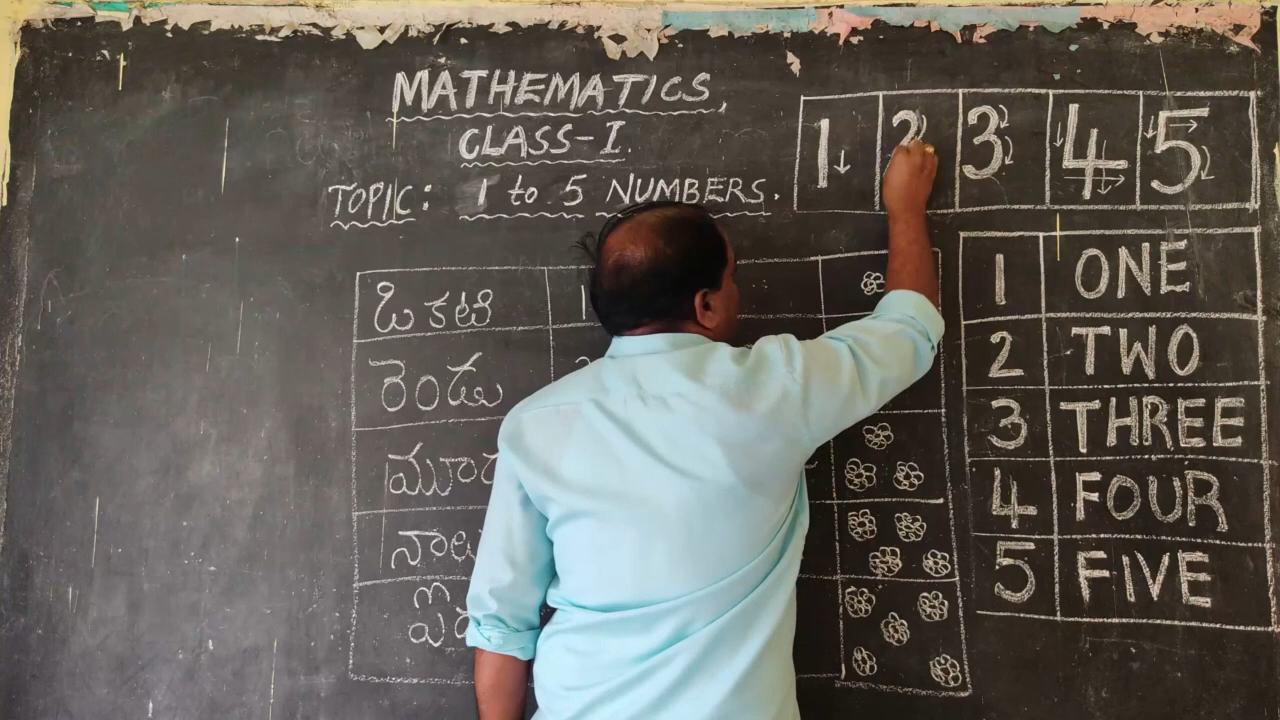 MATHEMATICS,
CLASS-I.
TOPIC: 1 to 5 NUMBERS.
1 2 3 4 5
ఒకటి 1
రెండు
1 ONE
2 TWO
3 THREE
4 FOUR
5 FIVE